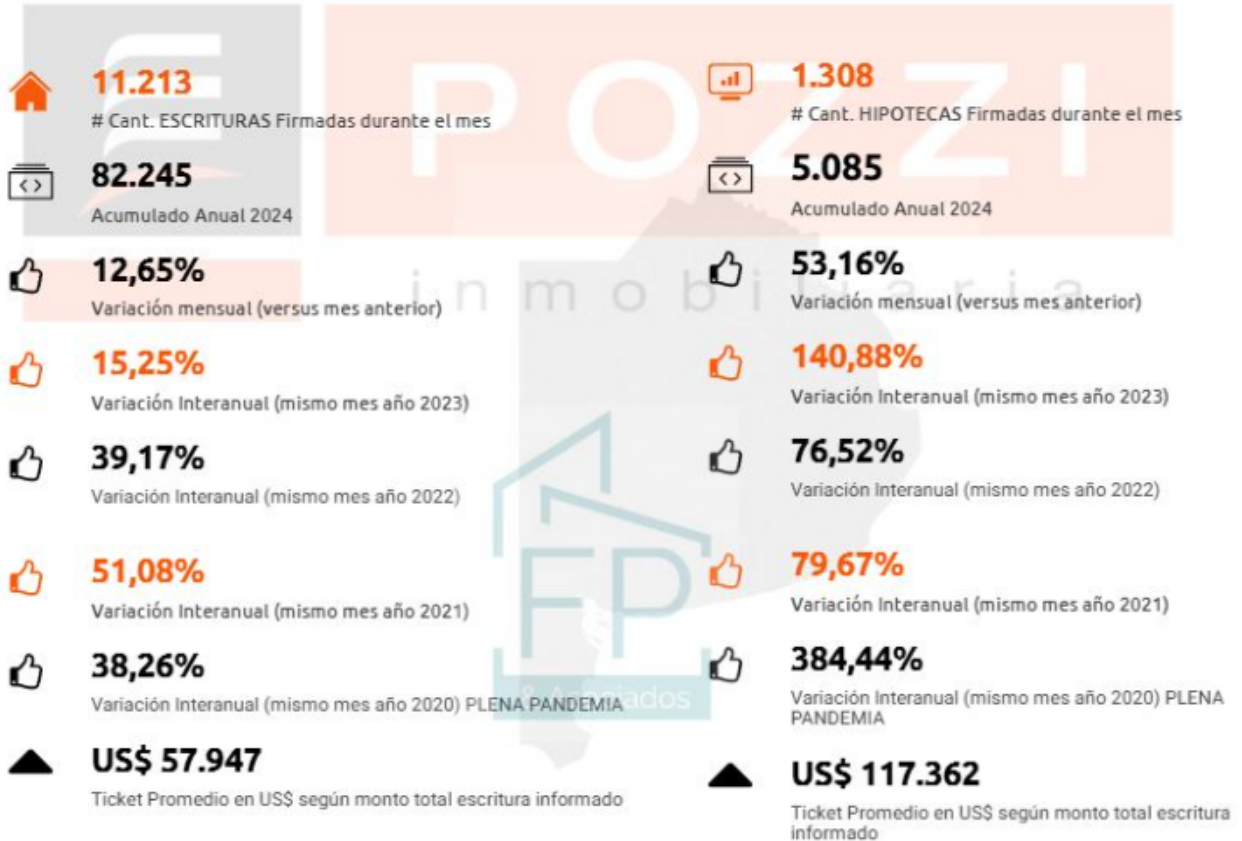 POZZI
inmobiliaria
FP
& Asociados
11.213
# Cant. ESCRITURAS Firmadas durante el mes
82.245
Acumulado Anual 2024
12,65%
Variación mensual (versus mes anterior)
15,25%
Variación Interanual (mismo mes año 2023)
39,17%
Variación Interanual (mismo mes año 2022)
51,08%
Variación Interanual (mismo mes año 2021)
38,26%
Variación Interanual (mismo mes año 2020) PLENA PANDEMIA
US$ 57.947
Ticket Promedio en US$ según monto total escritura informado
1.308
# Cant. HIPOTECAS Firmadas durante el mes
5.085
Acumulado Anual 2024
53,16%
Variación mensual (versus mes anterior)
140,88%
Variación Interanual (mismo mes año 2023)
76,52%
Variación Interanual (mismo mes año 2022)
79,67%
Variación Interanual (mismo mes año 2021)
384,44%
Variación Interanual (mismo mes año 2020) PLENA
PANDEMIA
US$ 117.362
Ticket Promedio en US$ según monto total escritura
informado